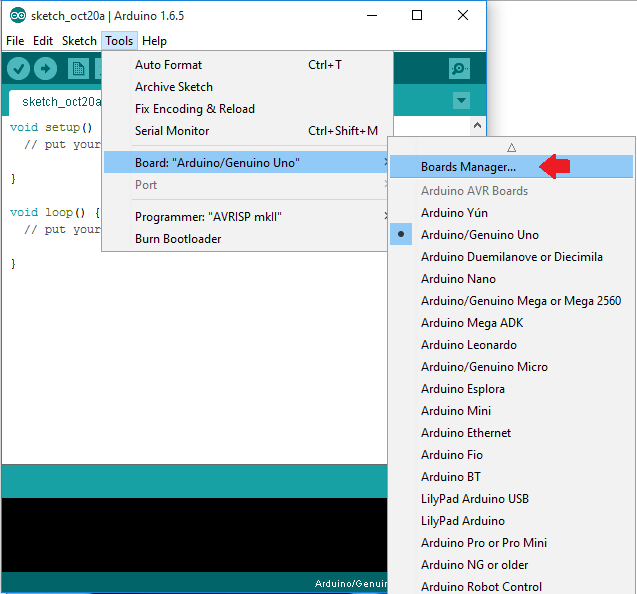 sketch_oct20a | Arduino 1.6.5
File Edit Sketch Tools Help
sketch_oct20a
void setup()
// put your
}
void loop() {
// put your
}
Auto Format Ctrl+T
Archive Sketch
Fix Encoding & Reload
Serial Monitor Ctrl+Shift+M
Board: "Arduino/Genuino Uno"
Port
Programmer: "AVRISP mkII"
Burn Bootloader
Boards Manager...
Arduino AVR Boards
Arduino Yún
Arduino/Genuino Uno
Arduino Duemilanove or Diecimila
Arduino Nano
Arduino/Genuino Mega or Mega 2560
Arduino Mega ADK
Arduino Leonardo
Arduino/Genuino Micro
Arduino Esplora
Arduino Mini
Arduino Ethernet
Arduino Fio
Arduino BT
LilyPad Arduino USB
LilyPad Arduino
Arduino Pro or Pro Mini
Arduino NG or older
Arduino Robot Control
Arduino/Genuin